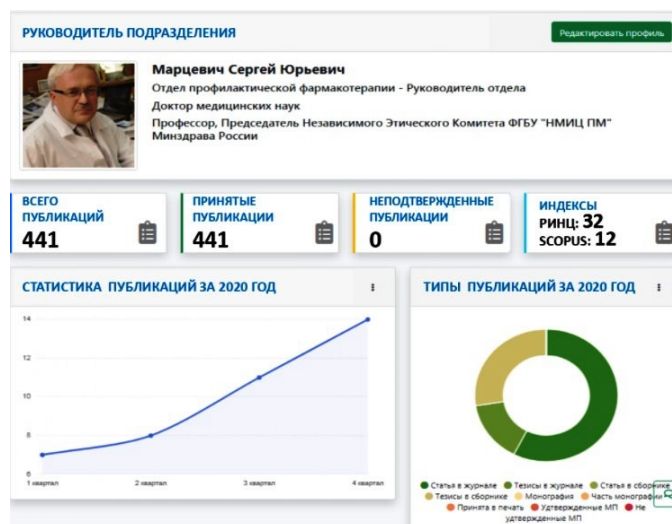 РУКОВОДИТЕЛЬ ПОДРАЗДЕЛЕНИЯ
Редактировать профиль
Марцевич Сергей Юрьевич
Отдел профилактической фармакотерапии - Руководитель отдела
Доктор медицинских наук
Профессор, Председатель Независимого Этического Комитета ФГБУ "НМИЦ ПМ"
Минздрава России
ВСЕГО
ПУБЛИКАЦИЙ
441
ПРИНЯТЫЕ
ПУБЛИКАЦИИ
441
НЕПОДТВЕРЖДЕННЫЕ
ПУБЛИКАЦИИ
0
ИНДЕКСЫ
РИНЦ: 32
SCOPUS: 12
СТАТИСТИКА ПУБЛИКАЦИЙ ЗА 2020 ГОД
14
12
10
8
6
1 квартал 2 квартал 3 квартал 4 квартал
ТИПЫ ПУБЛИКАЦИЙ ЗА 2020 ГОД
Статья в журнале Тезисы в журнале Статья в сборнике
Тезисы в сборнике Монография Часть монографии
Принята в печать Утвержденные МП Не
утвержденные МП